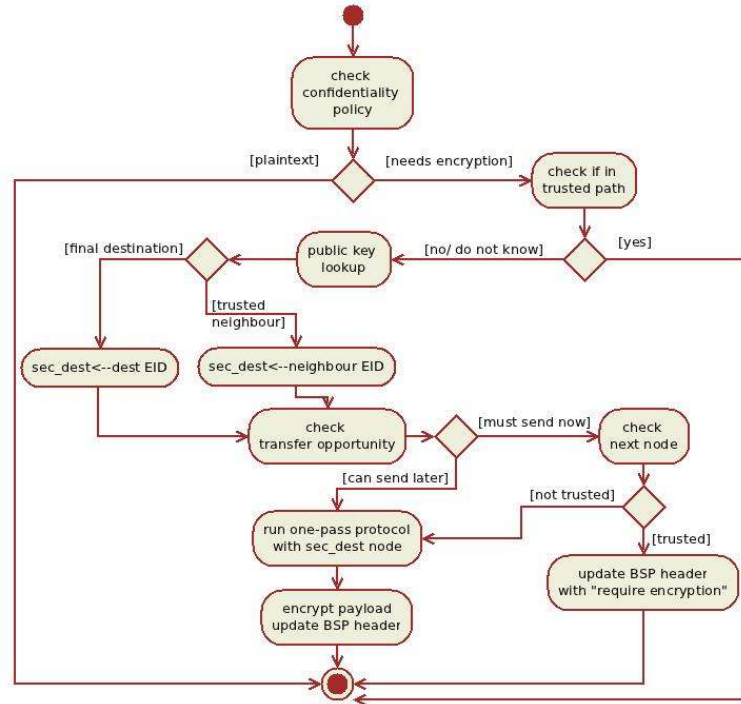 check
confidentiality
policy
[plaintext]
[needs encryption]
check if in
trusted path
[final destination]
public key
lookup
[no/ do not know]
[yes]
[trusted
neighbour]
sec_dest<--dest EID
sec_dest<--neighbour EID
check
transfer opportunity
[must send now]
check
next node
[can send later]
[not trusted]
run one-pass protocol
with sec_dest node
[trusted]
update BSP header
with "require encryption"
encrypt payload
update BSP header